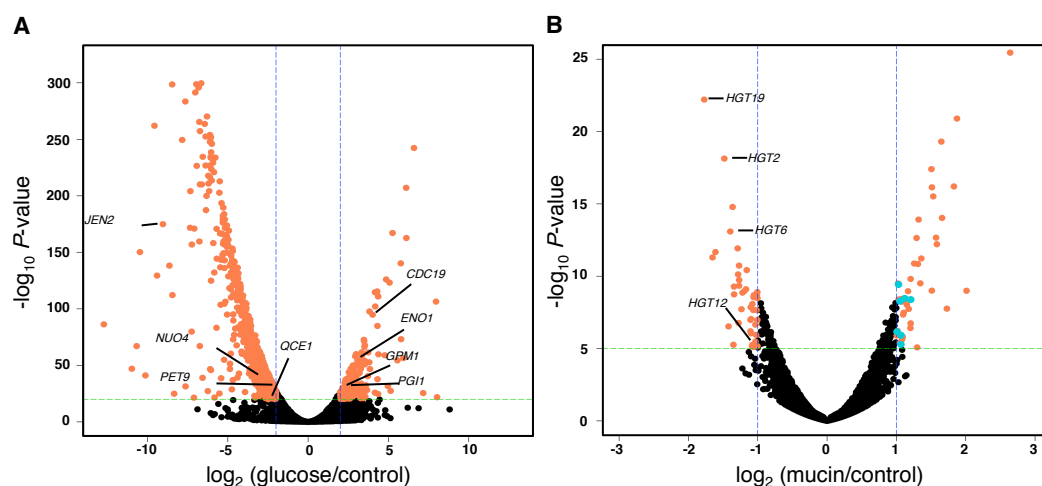 A
-log10 P-value
300
250
200
150
100
50
0
JEN2
CDC19
ENO1
NUO4
QCE1
GPM1
PET9
PGI1
-10
-5
0
5
10
log2 (glucose/control)
B
-log10 P-value
25
20
15
10
5
0
HGT19
HGT2
HGT6
HGT12
-3
-2
-1
0
1
2
3
log2 (mucin/control)